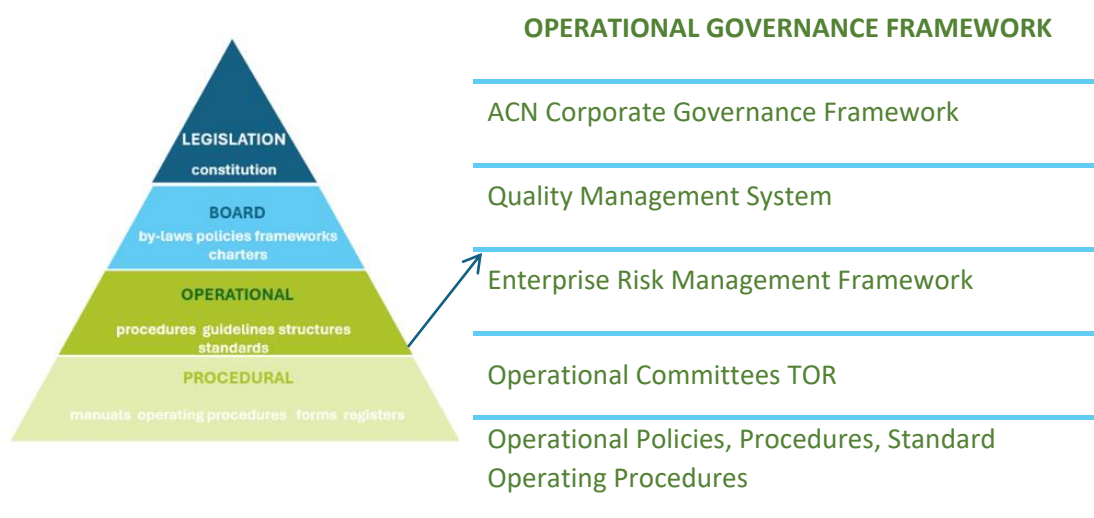 OPERATIONAL GOVERNANCE FRAMEWORK
LEGISLATION
constitution
BOARD
by-laws policies frameworks
charters
OPERATIONAL
procedures guidelines structures
standards
PROCEDURAL
manuals operating procedures forms registers
ACN Corporate Governance Framework
Quality Management System
Enterprise Risk Management Framework
Operational Committees TOR
Operational Policies, Procedures, Standard
Operating Procedures